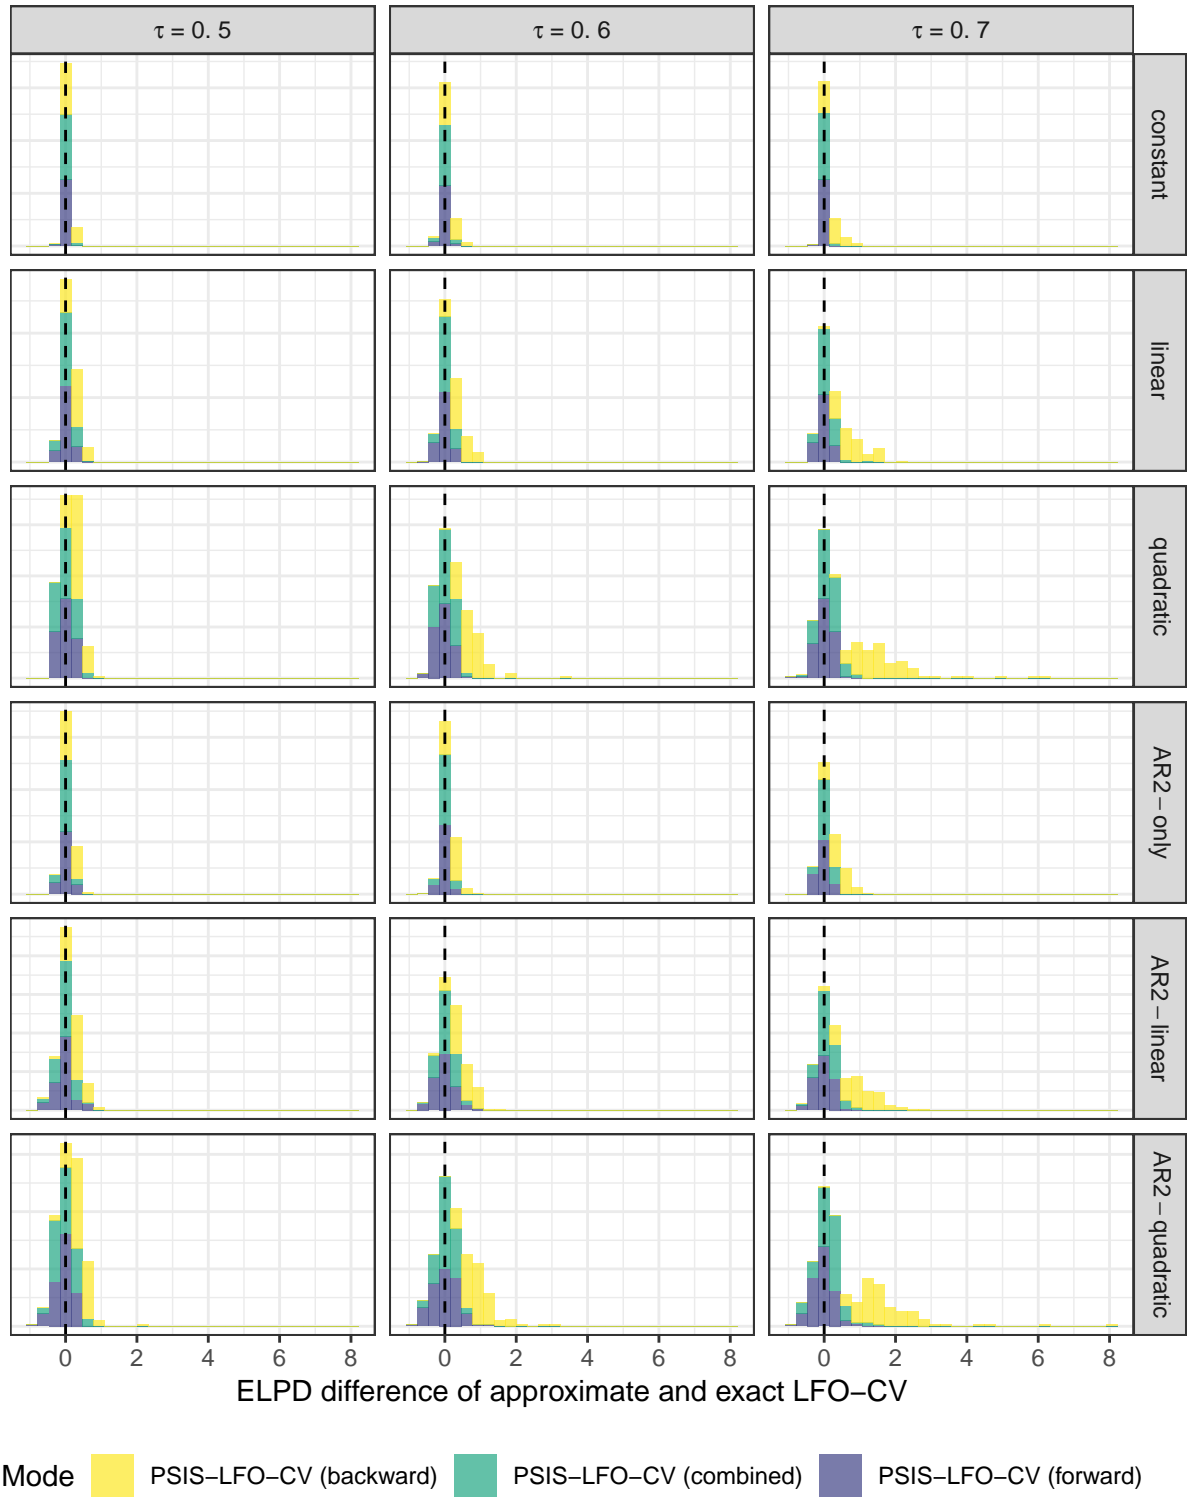 τ = 0.5
τ = 0.6
τ = 0.7
constant
linear
quadratic
AR2−only
AR2−linear
AR2−quadratic
0 2 4 6 8 0 2 4 6 8 0 2 4 6 8
ELPD difference of approximate and exact LFO−CV
Mode PSIS−LFO−CV (backward) PSIS−LFO−CV (combined) PSIS−LFO−CV (forward)